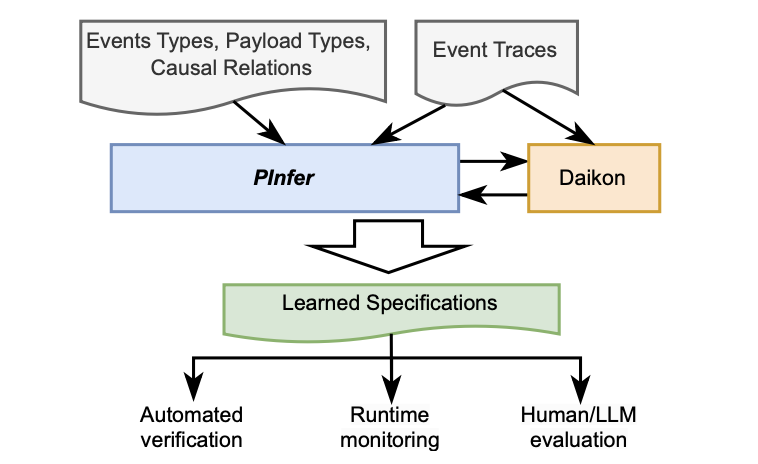 Events Types, Payload Types,
Causal Relations
Event Traces
PInfer
Daikon
Learned Specifications
Automated
verification
Runtime
monitoring
Human/LLM
evaluation